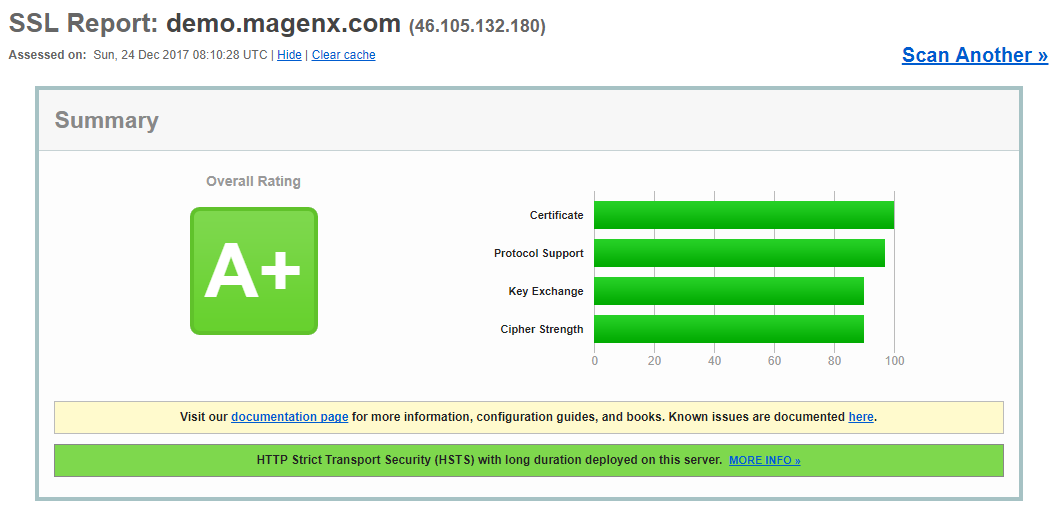 SSL Report: demo.magenx.com (46.105.132.180)
Assessed on: Sun, 24 Dec 2017 08:10:28 UTC | Hide | Clear cache
Scan Another »
Summary
Overall Rating
A+
Certificate
Protocol Support
Key Exchange
Cipher Strength
0 20 40 60 80 100
Visit our documentation page for more information, configuration guides, and books. Known issues are documented here.
HTTP Strict Transport Security (HSTS) with long duration deployed on this server. MORE INFO »